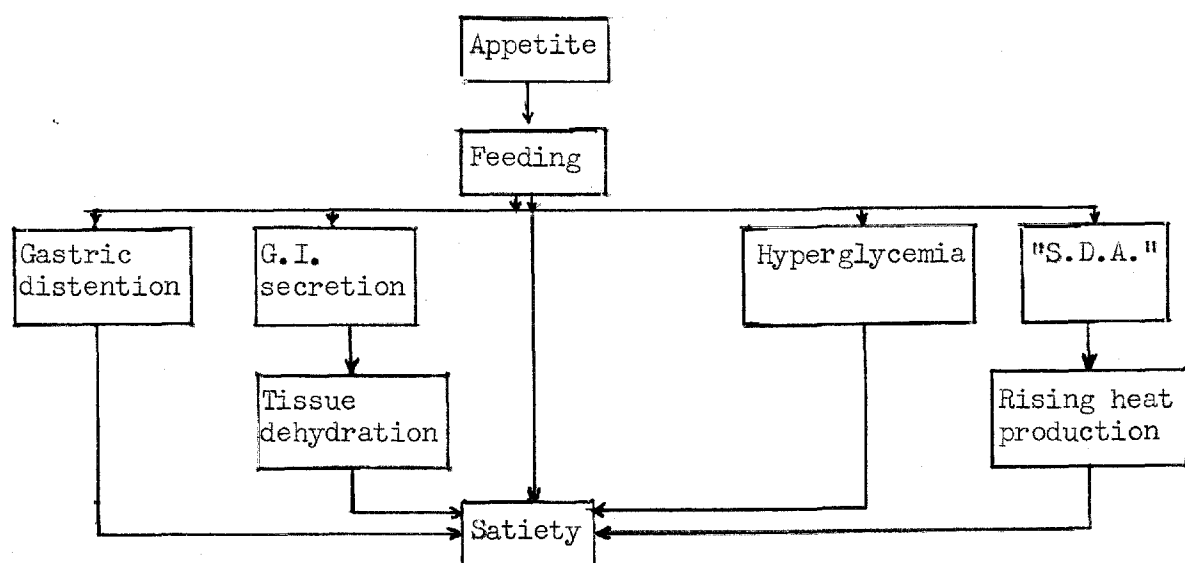 Appetite
Feeding
Gastric
distention
G.I.
secretion
Hyperglycemia
"S.D.A."
Tissue
dehydration
Rising heat
production
Satiety